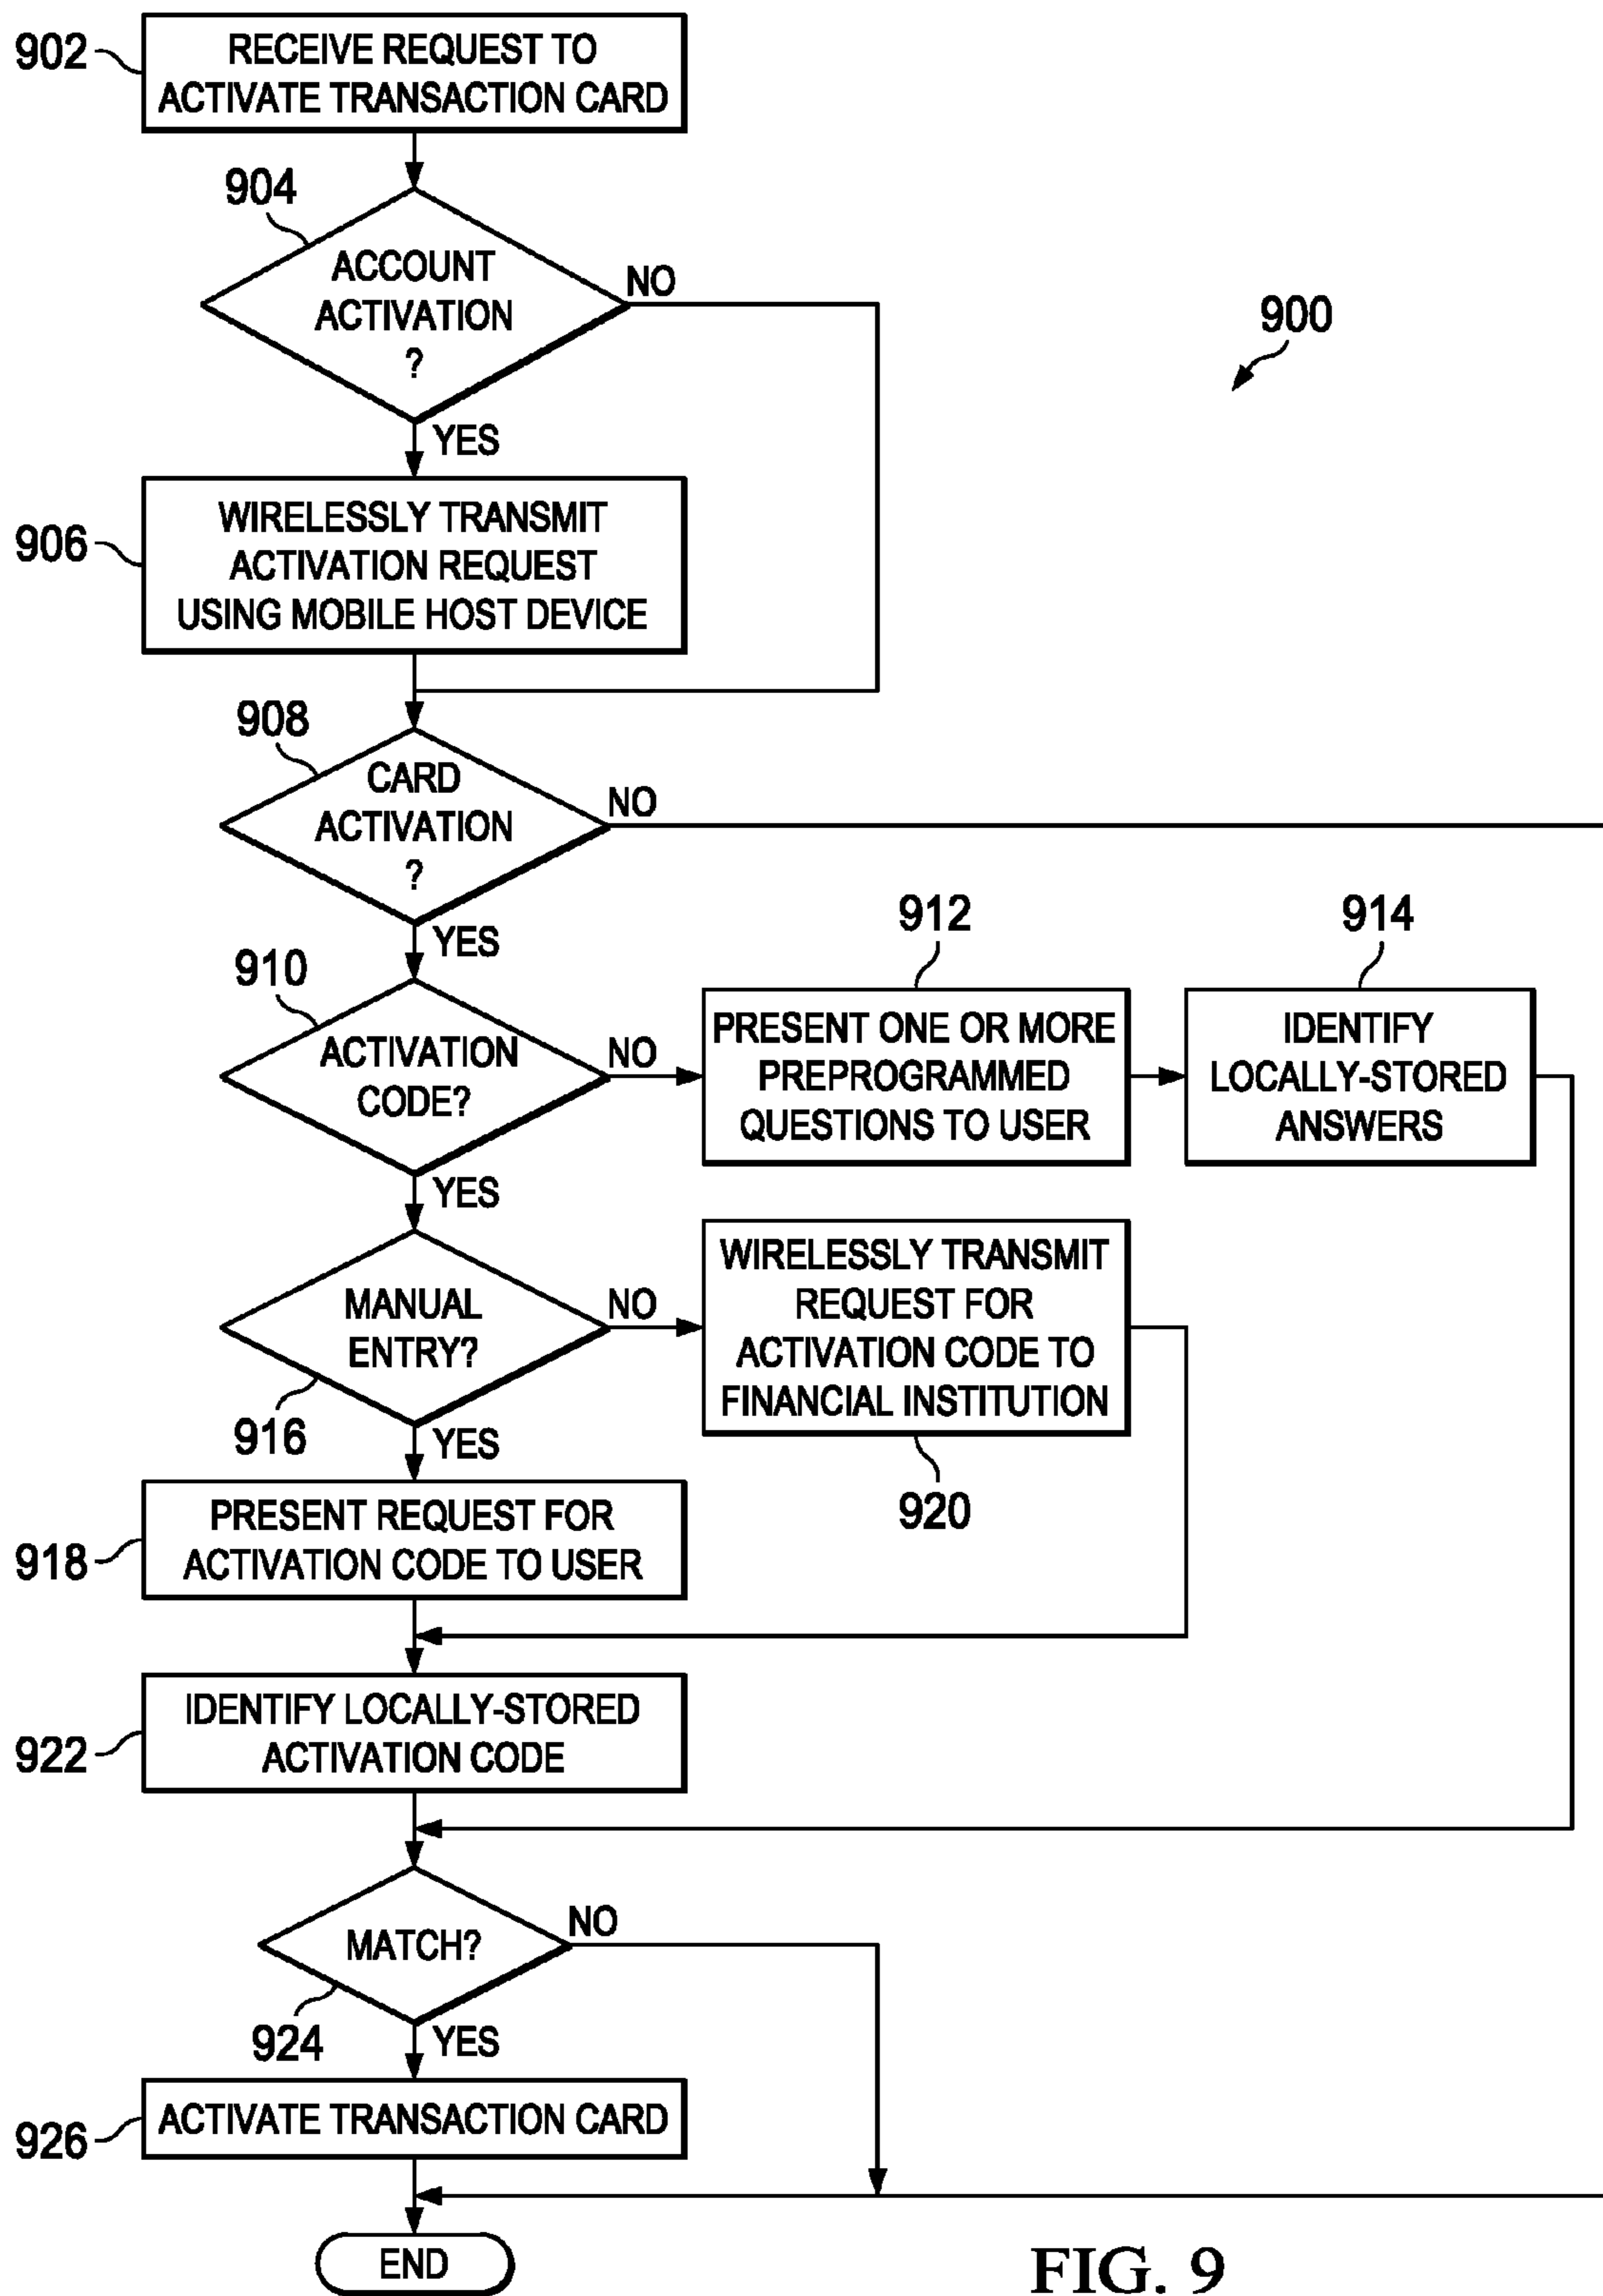 902
RECEIVE REQUEST TO
ACTIVATE TRANSACTION CARD
904
ACCOUNT
ACTIVATION
?
NO
YES
900
906
WIRELESSLY TRANSMIT
ACTIVATION REQUEST
USING MOBILE HOST DEVICE
908
CARD
ACTIVATION
?
NO
YES
910
ACTIVATION
CODE?
NO
YES
912
PRESENT ONE OR MORE
PREPROGRAMMED
QUESTIONS TO USER
914
IDENTIFY
LOCALLY-STORED
ANSWERS
MANUAL
ENTRY?
916
NO
YES
WIRELESSLY TRANSMIT
REQUEST FOR
ACTIVATION CODE TO
FINANCIAL INSTITUTION
920
918
PRESENT REQUEST FOR
ACTIVATION CODE TO USER
922
IDENTIFY LOCALLY-STORED
ACTIVATION CODE
MATCH?
NO
924
YES
926
ACTIVATE TRANSACTION CARD
END
FIG. 9